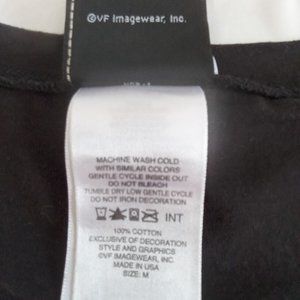 ©VF Imagewear, Inc.
MACHINE WASH COLD
WITH SIMILAR COLORS
GENTLE CYCLE INSIDE OUT
DO NOT BLEACH
TUMBLE DRY LOW GENTLE CYCLE
DO NOT IRON DECORATION
INT
100% COTTON
EXCLUSIVE OF DECORATION
STYLE AND GRAPHICS
©VF IMAGEWEAR, INC.
MADE IN USA
SIZE: M